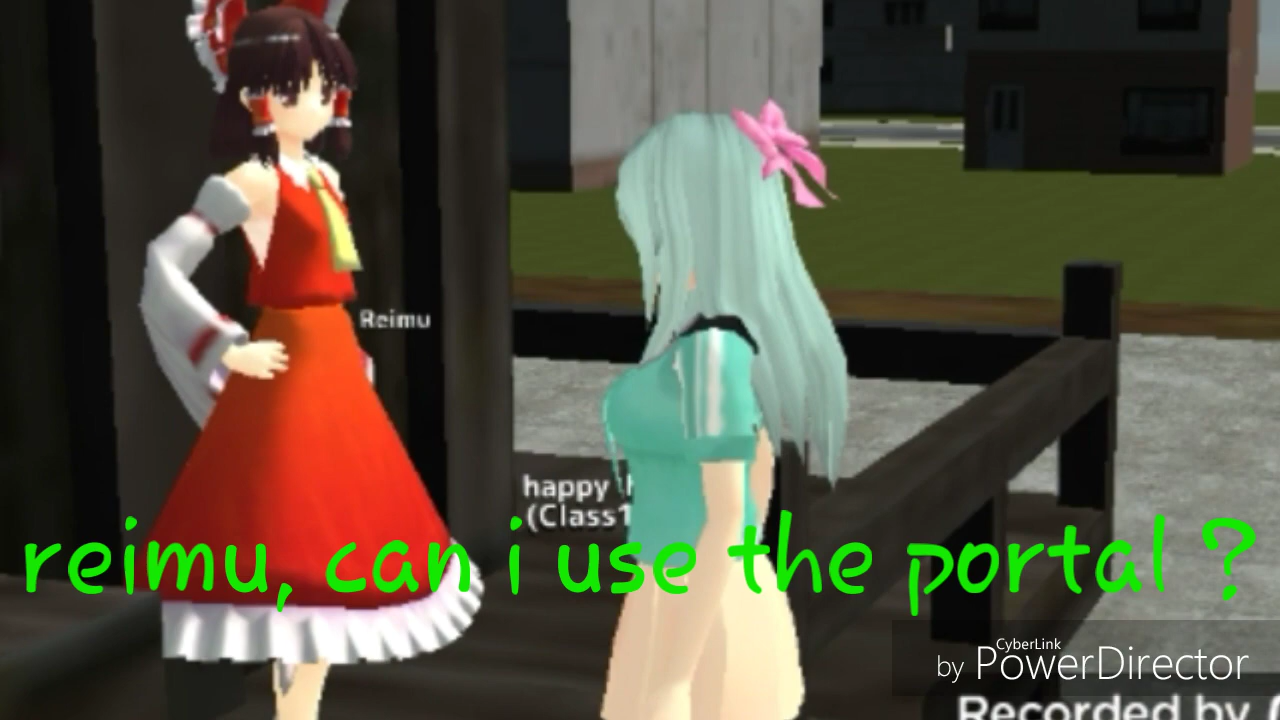 Reimu
happy
(Class1
reimu, can i use the portal ?
CyberLink
by PowerDirector
Recorded by